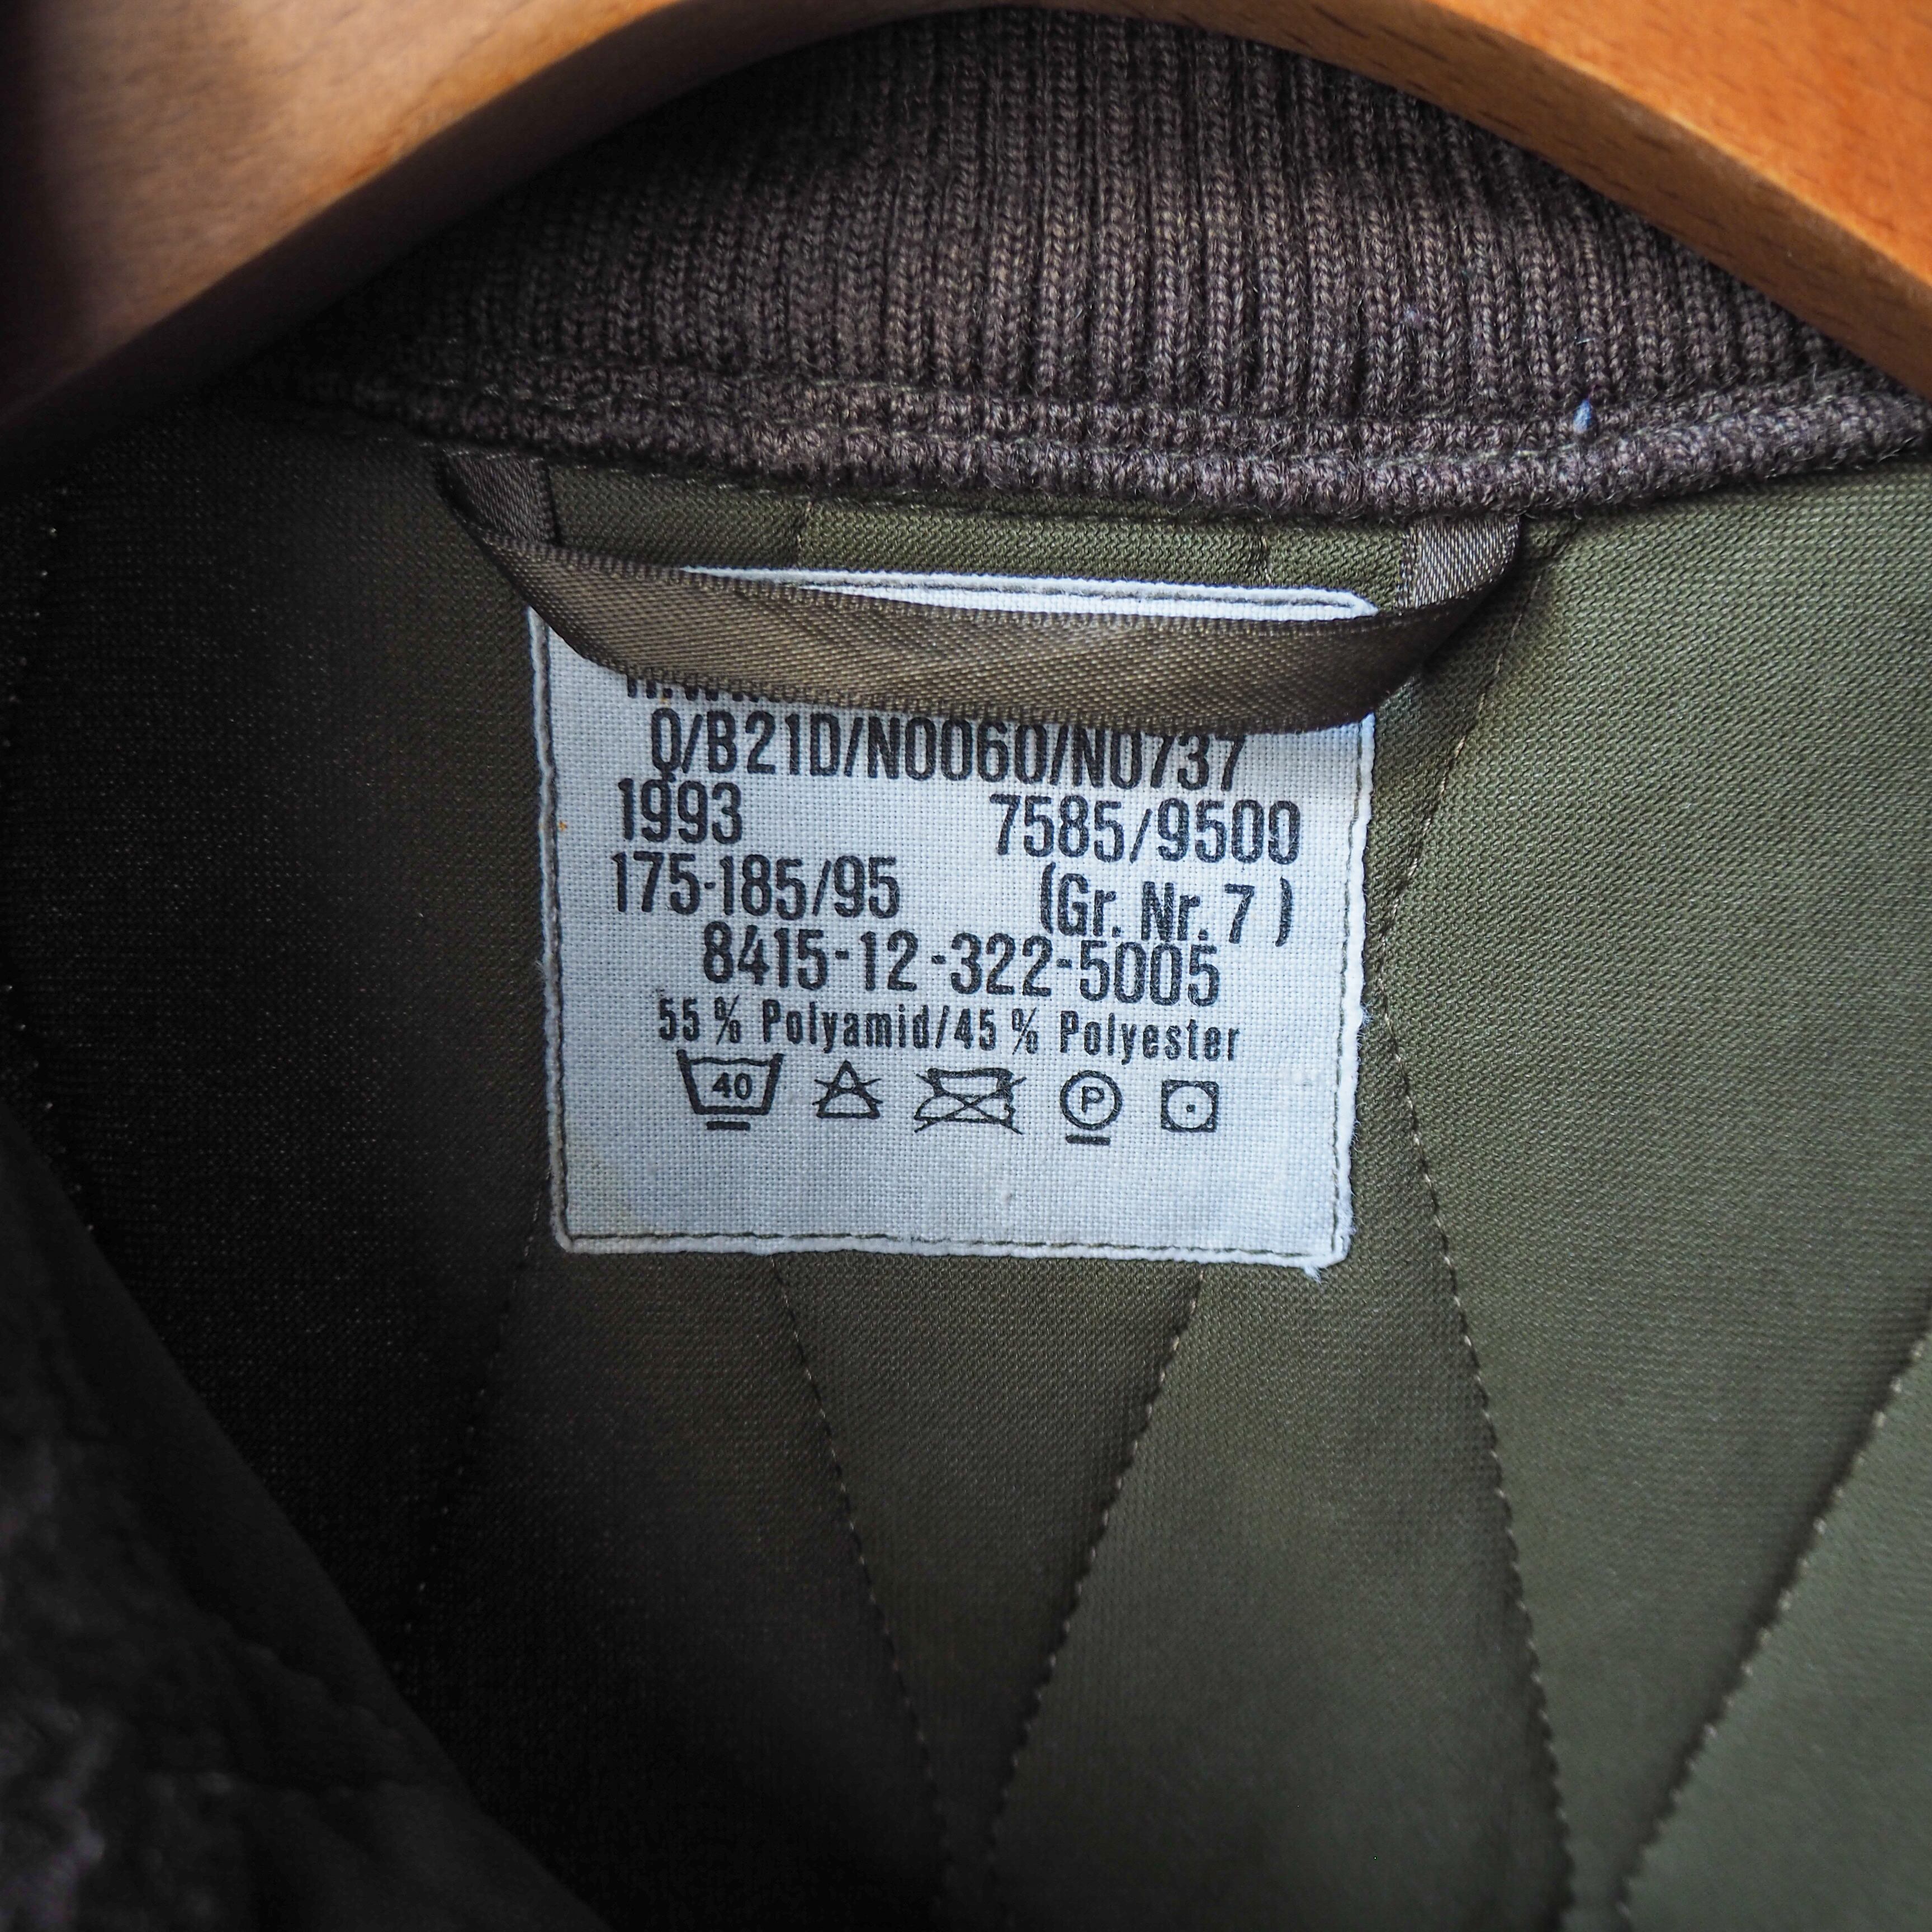 Q/B21D/N0060/N0737
1993 7585/9500
175-185/95 (Gr. Nr. 7 )
8415-12-322-5005
55 % Polyamid/45 % Polyester
40 P